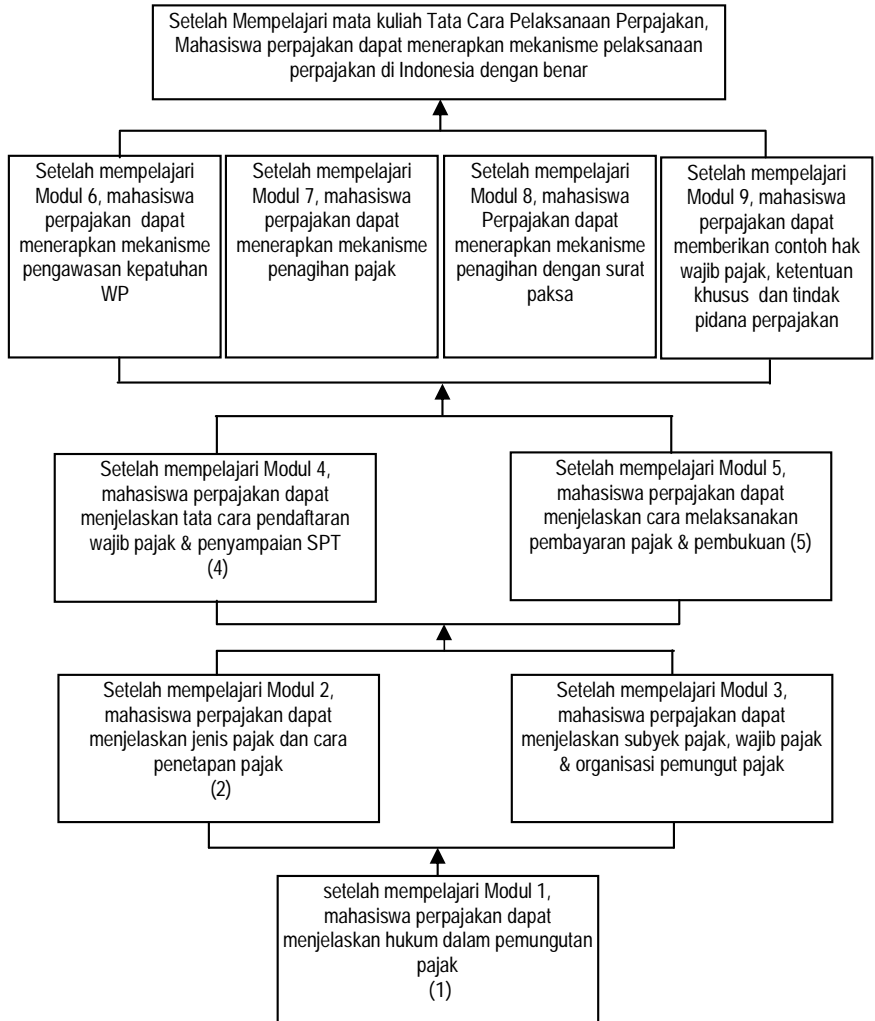 Setelah Mempelajari mata kuliah Tata Cara Pelaksanaan Perpajakan,
Mahasiswa perpajakan dapat menerapkan mekanisme pelaksanaan
perpajakan di Indonesia dengan benar
Setelah mempelajari
Modul 6, mahasiswa
perpajakan dapat
menerapkan mekanisme
pengawasan kepatuhan
WP
Setelah mempelajari
Modul 7, mahasiswa
perpajakan dapat
menerapkan mekanisme
penagihan pajak
Setelah mempelajari
Modul 8, mahasiswa
Perpajakan dapat
menerapkan mekanisme
penagihan dengan surat
paksa
Setelah mempelajari
Modul 9, mahasiswa
perpajakan dapat
memberikan contoh hak
wajib pajak, ketentuan
khusus dan tindak
pidana perpajakan
Setelah mempelajari Modul 4,
mahasiswa perpajakan dapat
menjelaskan tata cara pendaftaran
wajib pajak & penyampaian SPT
(4)
Setelah mempelajari Modul 5,
mahasiswa perpajakan dapat
menjelaskan cara melaksanakan
pembayaran pajak & pembukuan (5)
Setelah mempelajari Modul 2,
mahasiswa perpajakan dapat
menjelaskan jenis pajak dan cara
penetapan pajak
(2)
Setelah mempelajari Modul 3,
mahasiswa perpajakan dapat
menjelaskan subyek pajak, wajib pajak
& organisasi pemungut pajak
setelah mempelajari Modul 1,
mahasiswa perpajakan dapat
menjelaskan hukum dalam pemungutan
pajak
(1)